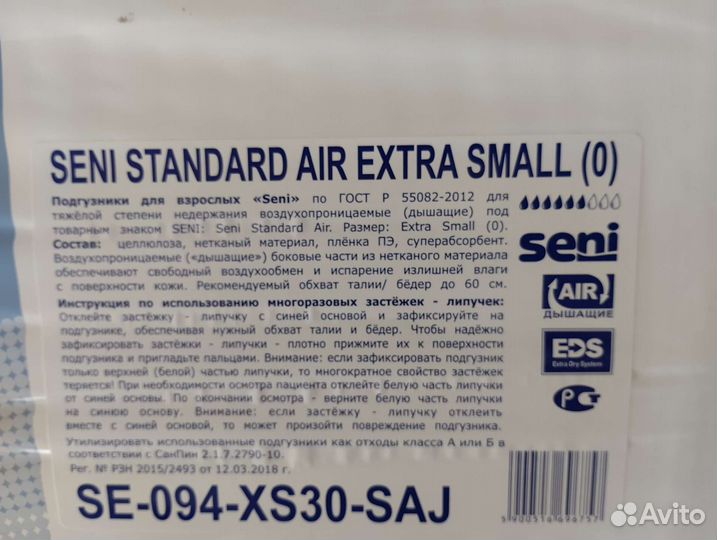 SENI STANDARD AIR EXTRA SMALL (0)
Подгузники для взрослых «Seni» по ГОСТ Р 55082-2012 для
тяжёлой степени недержания воздухопроницаемые (дышащие) под
товарным знаком SENI: Seni Standard Air. Размер: Extra Small (0).
Состав: целлюлоза, нетканый материал, плёнка ПЭ, суперабсорбент.
Воздухопроницаемые («дышащие») боковые части из нетканого материала
обеспечивают свободный воздухообмен и испарение излишней влаги
с поверхности кожи. Рекомендуемый обхват талии/ бёдер до 60 см.
Инструкция по использованию многоразовых застёжек - липучек:
Отклейте застёжку - липучку с синей основой и зафиксируйте на
подгузнике, обеспечивая нужный обхват талии и бёдер. Чтобы надёжно
зафиксировать застёжки - липучки - плотно прижмите их к поверхности
подгузника и пригладьте пальцами. Внимание: если зафиксировать подгузник
только верхней (белой) частью липучки, то многократное свойство застёжек
теряется! При необходимости осмотра пациента отклейте белую часть липучки
от синей основы. По окончании осмотра - верните белую часть липучки
на синюю основу. Внимание: если застёжку - липучку отклеить
вместе с синей основой, то может произойти повреждение подгузника.
Утилизировать использованные подгузники как отходы класса А или Б в
соответствии с СанПин 2.1.7.2790-10.
Рег. № РЗН 2015/2493 от 12.03.2018 г.
SE-094-XS30-SAJ
seni
AIR
ДЫШАЩИЕ
EDS
Extra Dry System
РСТ
5 900516 696757
Avito